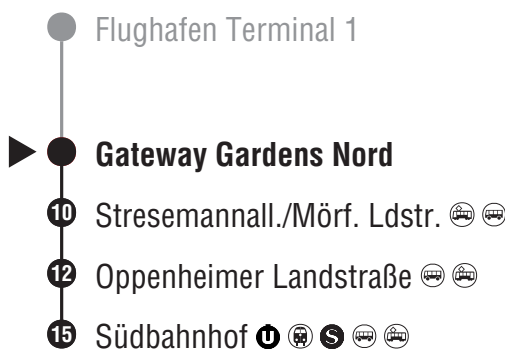 Flughafen Terminal 1
Gateway Gardens Nord
10 Stresemannall./Mörf. Ldstr.
12 Oppenheimer Landstraße
15 Südbahnhof U S